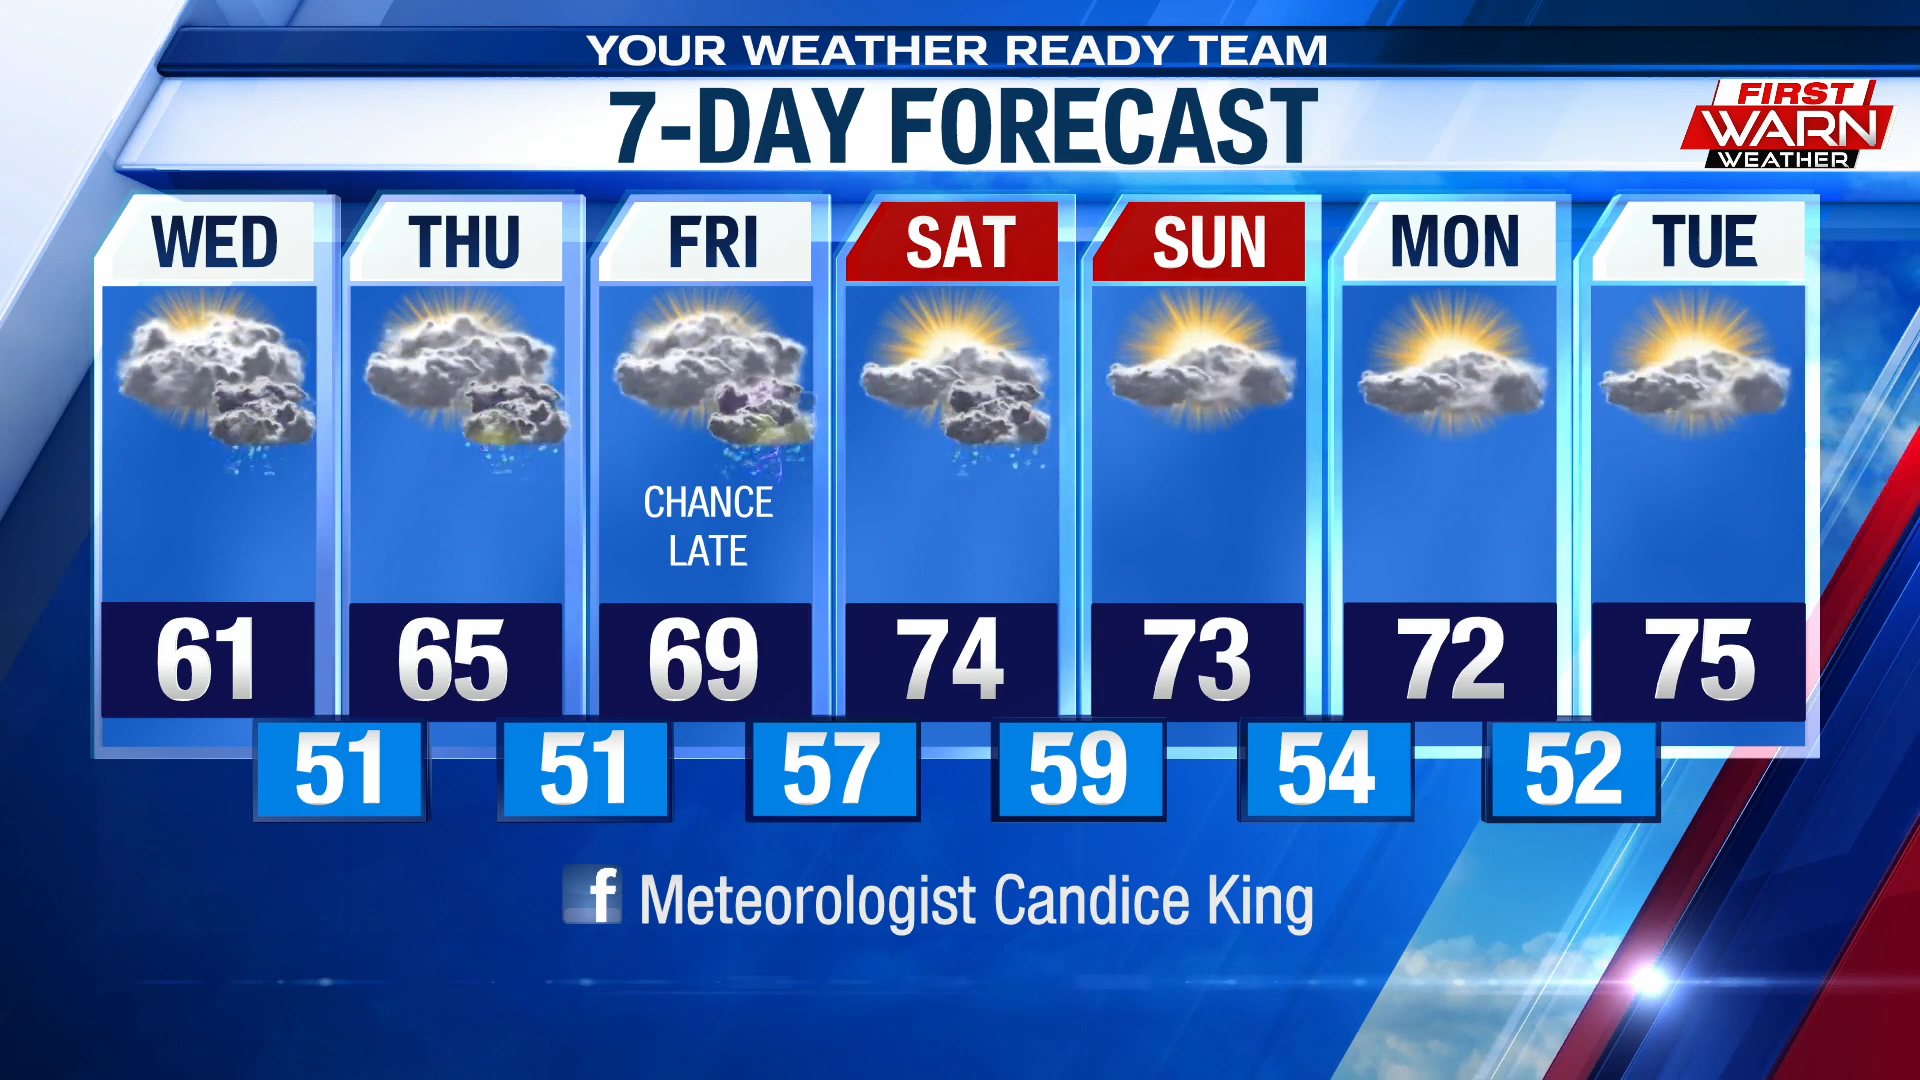 YOUR WEATHER READY TEAM
7-DAY FORECAST
FIRST
WARN
WEATHER
WED THU FRI SAT SUN MON TUE
CHANCE
LATE
61 65 69 74 73 72 75
51 51 57 59 54 52
f Meteorologist Candice King